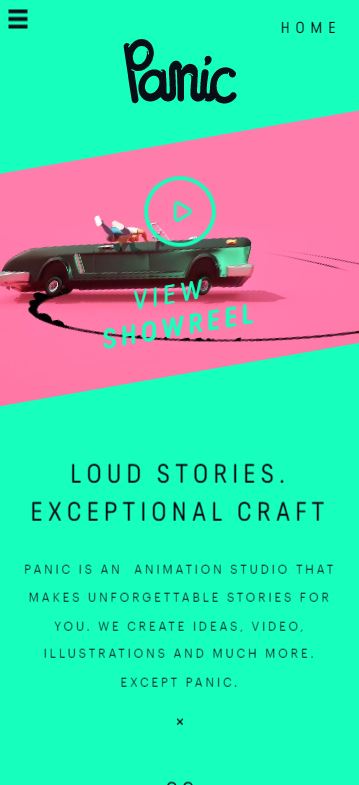 HOME
Panic
VIEW
SHOWREEL
LOUD STORIES.
EXCEPTIONAL CRAFT
PANIC IS AN ANIMATION STUDIO THAT
MAKES UNFORGETTABLE STORIES FOR
YOU. WE CREATE IDEAS, VIDEO,
ILLUSTRATIONS AND MUCH MORE.
EXCEPT PANIC.
×